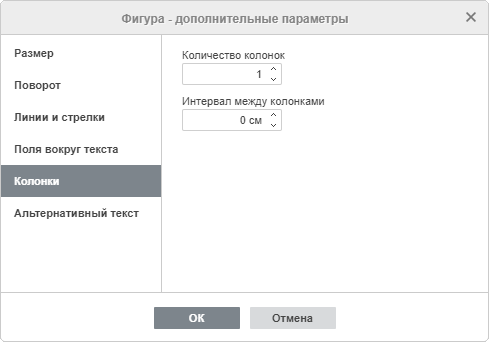 Фигура - дополнительные параметры
Размер
Поворот
Линии и стрелки
Поля вокруг текста
Колонки
Альтернативный текст
Количество колонок
1
Интервал между колонками
0 см
ОК
Отмена